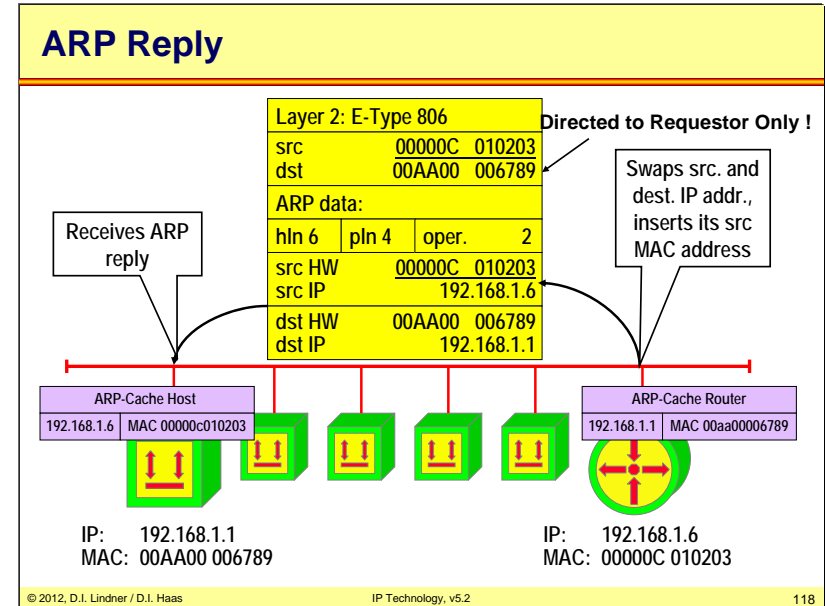 ARP Reply
Layer 2: E-Type 806
src 00000C 010203
dst 00AA00 006789
Directed to Requestor Only !
ARP data:
hln 6 pln 4 oper. 2
src HW 00000C 010203
src IP 192.168.1.6
dst HW 00AA00 006789
dst IP 192.168.1.1
Receives ARP
reply
Swaps src. and
dest. IP addr.,
inserts its src
MAC address
ARP-Cache Host
192.168.1.6 MAC 00000c010203
ARP-Cache Router
192.168.1.1 MAC 00aa00006789
IP: 192.168.1.1
MAC: 00AA00 006789
IP: 192.168.1.6
MAC: 00000C 010203
© 2012, D.I. Lindner / D.I. Haas
IP Technology, v5.2
118